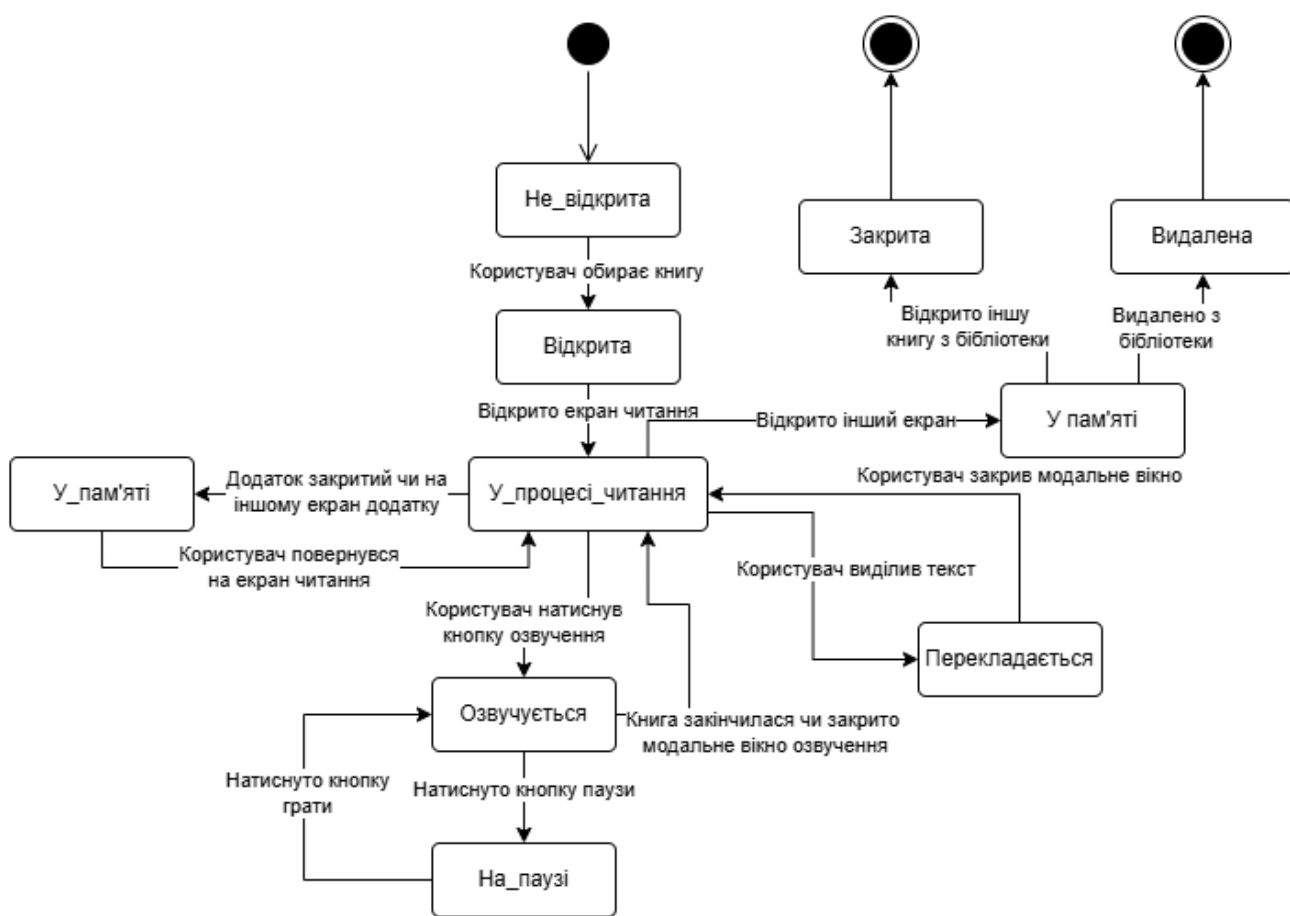 Не_відкрита
Закрита
Видалена
Користувач обирає книгу
Відкрито іншу
книгу з бібліотеки
Видалено з
бібліотеки
Відкрита
Відкрито екран читання
Відкрито інший екран
У пам'яті
У_пам'яті
Додаток закритий чи на
іншому екран додатку
У_процесі_читання
Користувач закрив модальне вікно
Користувач повернувся
на екран читання
Користувач виділив текст
Користувач натиснув
кнопку озвучення
Перекладається
Озвучується
Книга закінчилася чи закрито
модальне вікно озвучення
Натиснуто кнопку
грати
Натиснуто кнопку паузи
На_паузі